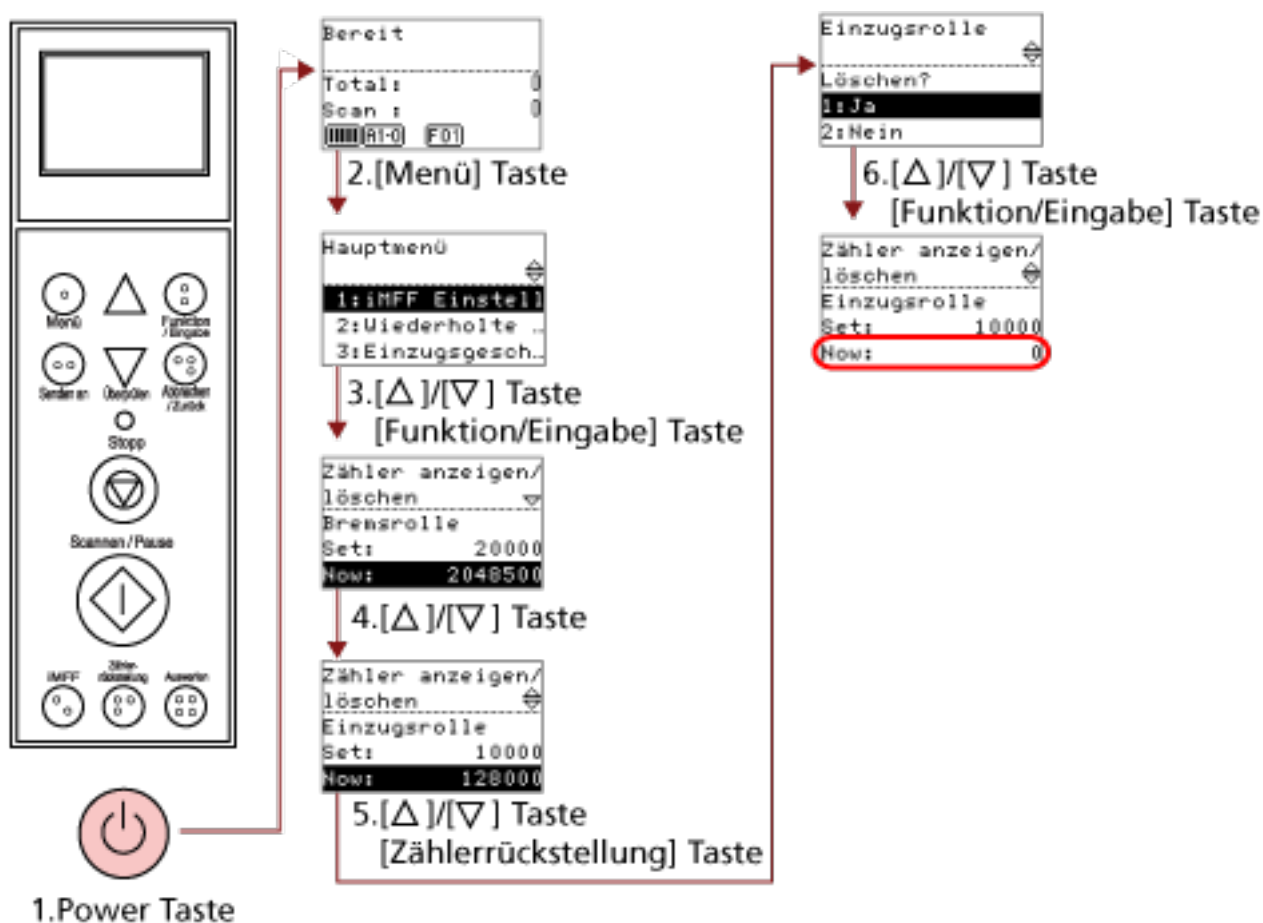 Menü
Funktion
/ Eingabe
Senden an
Überprüfen
Abbrechen
/ Zurück
Stopp
Scannen / Pause
iMFF
Zähler-
rückstellung
Auswerfen
1.Power Taste
Bereit
Total: 0
Scan : 0
A1-0 F01
2.[Menü] Taste
Hauptmenü
1:iMFF Einstell
2:Wiederholte ..
3:Einzugsgesch..
3.[△]/[▽] Taste
[Funktion/Eingabe] Taste
Zähler anzeigen/
löschen
Bremsrolle
Set: 20000
Now: 2048500
4.[△]/[▽] Taste
Zähler anzeigen/
löschen
Einzugsrolle
Set: 10000
Now: 128000
5.[△]/[▽] Taste
[Zählerrückstellung] Taste
Einzugsrolle
Löschen?
1:Ja
2:Nein
6.[△]/[▽] Taste
[Funktion/Eingabe] Taste
Zähler anzeigen/
löschen
Einzugsrolle
Set: 10000
Now: 0